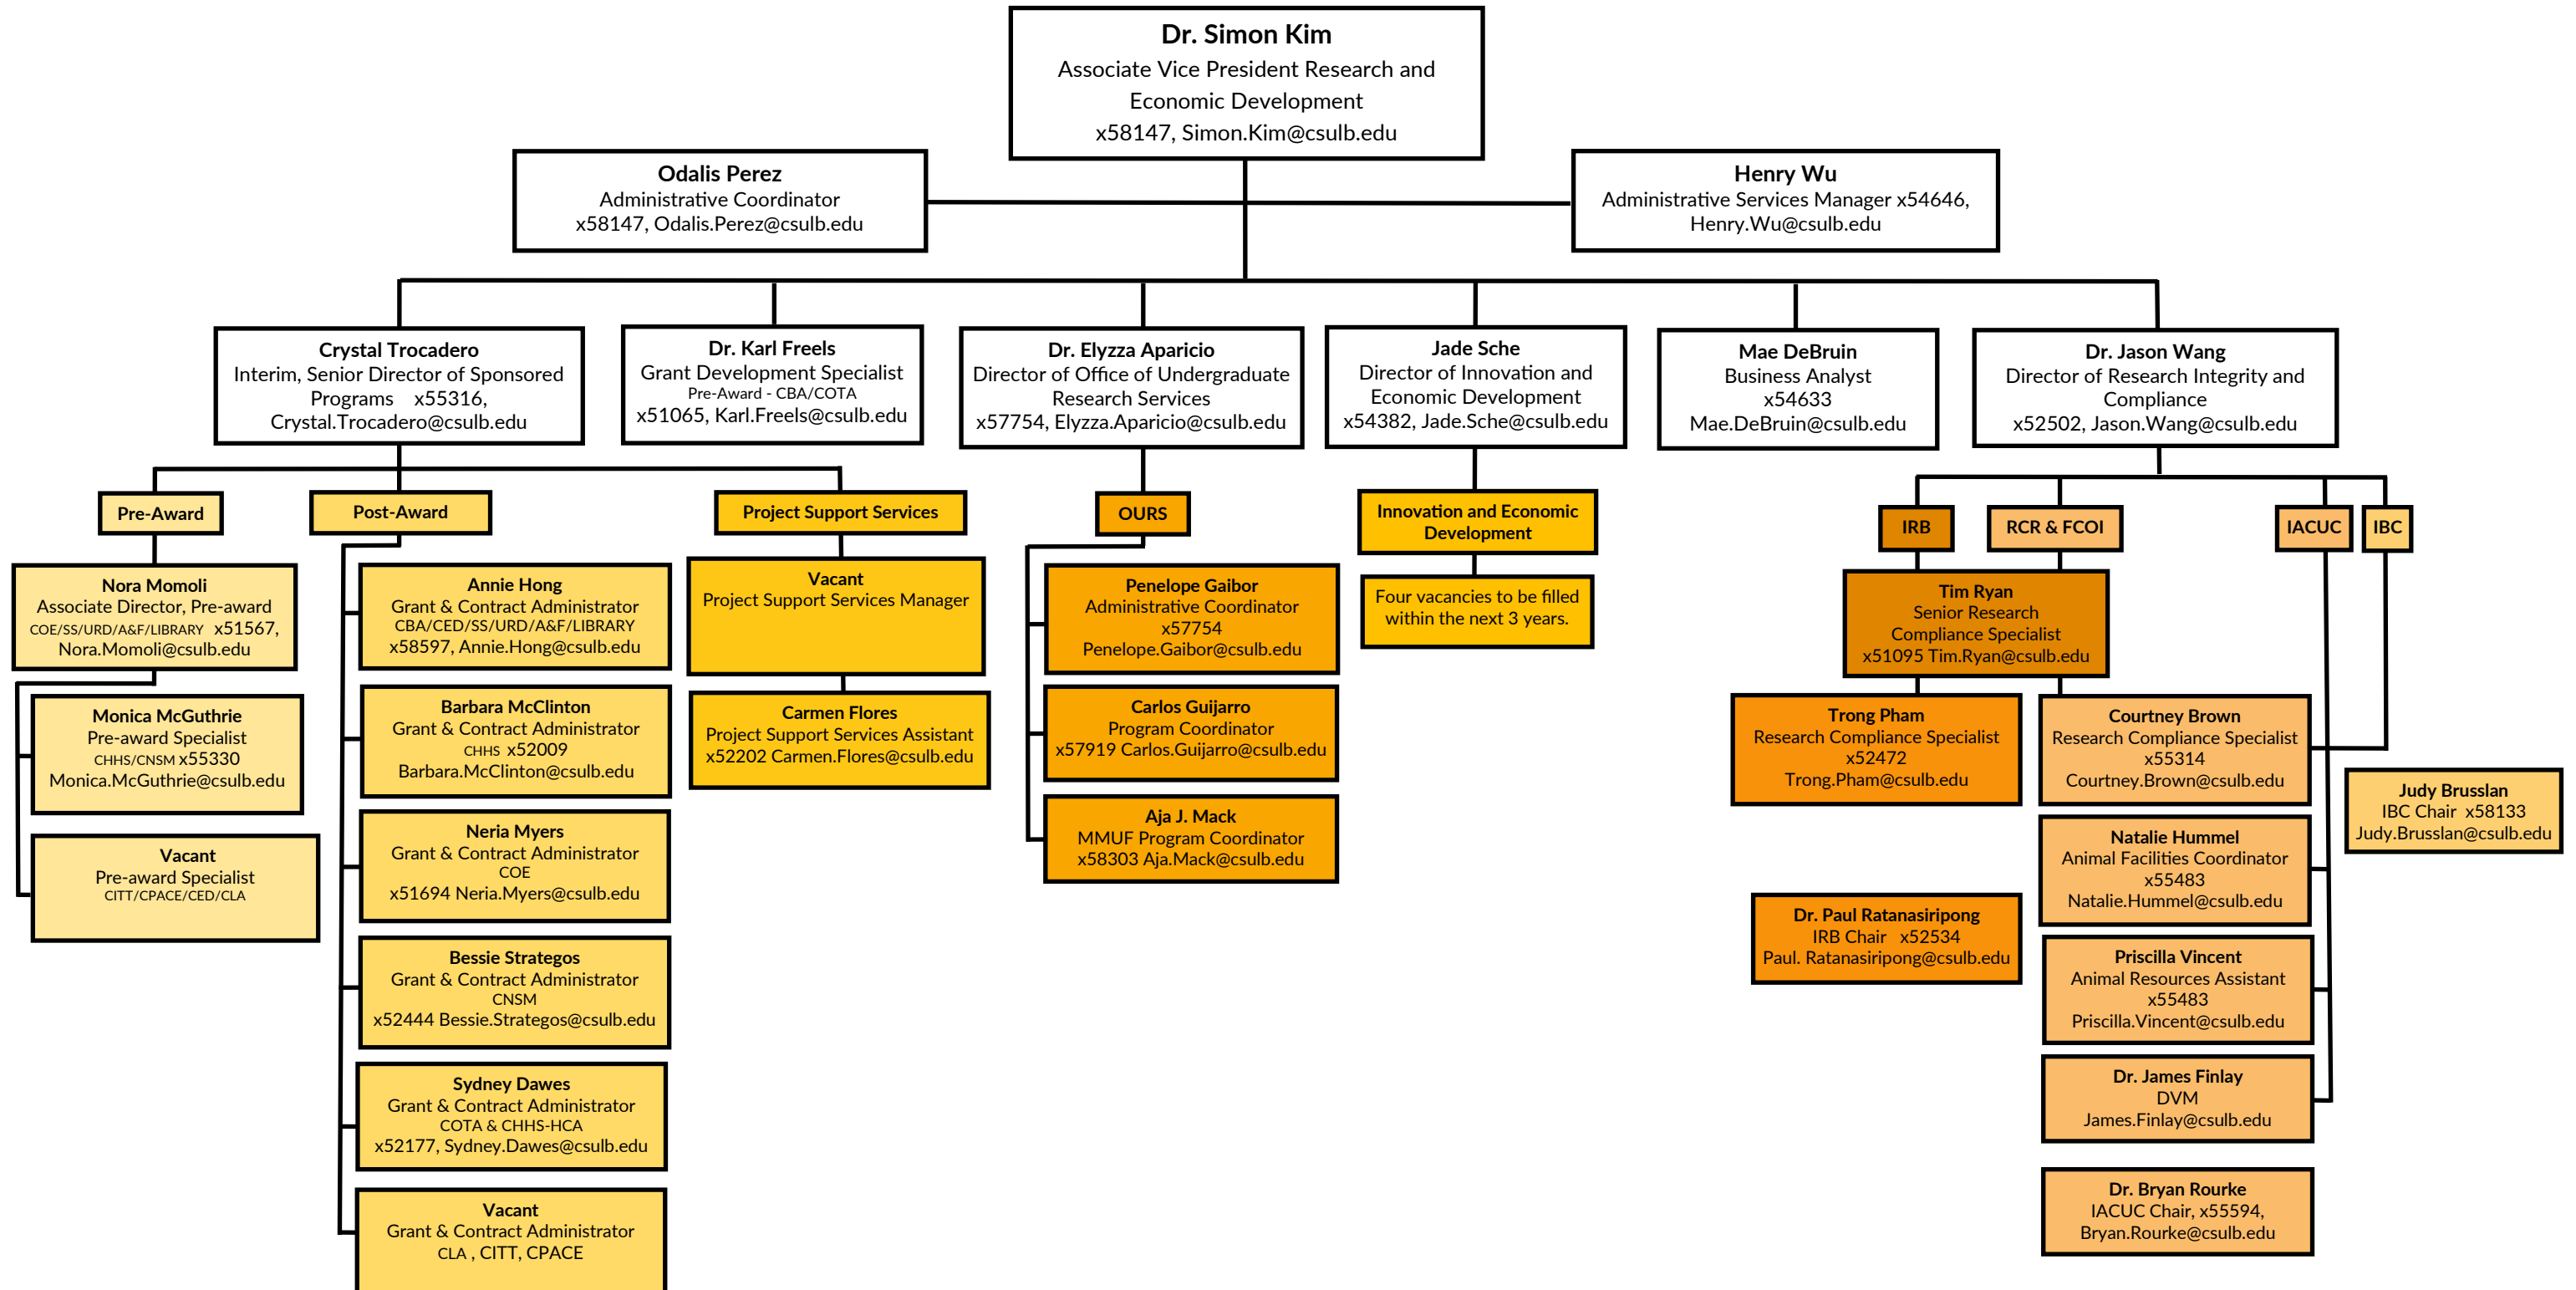 Dr. Simon Kim
Associate Vice President Research and
Economic Development
x58147, Simon.Kim@csulb.edu
Odalis Perez
Administrative Coordinator
x58147, Odalis.Perez@csulb.edu
Henry Wu
Administrative Services Manager x54646,
Henry.Wu@csulb.edu
Crystal Trocadero
Interim, Senior Director of Sponsored
Programs x55316,
Crystal.Trocadero@csulb.edu
Dr. Karl Freels
Grant Development Specialist
Pre-Award - CBA/COTA
x51065, Karl.Freels@csulb.edu
Dr. Elyzza Aparicio
Director of Office of Undergraduate
Research Services
x57754, Elyzza.Aparicio@csulb.edu
Jade Sche
Director of Innovation and
Economic Development
x54382, Jade.Sche@csulb.edu
Mae DeBruin
Business Analyst
x54633
Mae.DeBruin@csulb.edu
Dr. Jason Wang
Director of Research Integrity and
Compliance
x52502, Jason.Wang@csulb.edu
Pre-Award
Nora Momoli
Associate Director, Pre-award
COE/SS/URD/A&F/LIBRARY x51567,
Nora.Momoli@csulb.edu
Monica McGuthrie
Pre-award Specialist
CHHS/CNSM x55330
Monica.McGuthrie@csulb.edu
Vacant
Pre-award Specialist
CITT/CPACE/CED/CLA
Post-Award
Annie Hong
Grant & Contract Administrator
CBA/CED/SS/URD/A&F/LIBRARY
x58597, Annie.Hong@csulb.edu
Barbara McClinton
Grant & Contract Administrator
CHHS x52009
Barbara.McClinton@csulb.edu
Neria Myers
Grant & Contract Administrator
COE
x51694 Neria.Myers@csulb.edu
Bessie Strategos
Grant & Contract Administrator
CNSM
x52444 Bessie.Strategos@csulb.edu
Sydney Dawes
Grant & Contract Administrator
COTA & CHHS-HCA
x52177, Sydney.Dawes@csulb.edu
Vacant
Grant & Contract Administrator
CLA , CITT, CPACE
Project Support Services
Vacant
Project Support Services Manager
Carmen Flores
Project Support Services Assistant
x52202 Carmen.Flores@csulb.edu
OURS
Penelope Gaibor
Administrative Coordinator
x57754
Penelope.Gaibor@csulb.edu
Carlos Guijarro
Program Coordinator
x57919 Carlos.Guijarro@csulb.edu
Aja J. Mack
MMUF Program Coordinator
x58303 Aja.Mack@csulb.edu
Innovation and Economic
Development
Four vacancies to be filled
within the next 3 years.
IRB
RCR & FCOI
IACUC
IBC
Tim Ryan
Senior Research
Compliance Specialist
x51095 Tim.Ryan@csulb.edu
Trong Pham
Research Compliance Specialist
x52472
Trong.Pham@csulb.edu
Dr. Paul Ratanasiripong
IRB Chair x52534
Paul. Ratanasiripong@csulb.edu
Courtney Brown
Research Compliance Specialist
x55314
Courtney.Brown@csulb.edu
Natalie Hummel
Animal Facilities Coordinator
x55483
Natalie.Hummel@csulb.edu
Priscilla Vincent
Animal Resources Assistant
x55483
Priscilla.Vincent@csulb.edu
Dr. James Finlay
DVM
James.Finlay@csulb.edu
Dr. Bryan Rourke
IACUC Chair, x55594,
Bryan.Rourke@csulb.edu
Judy Brusslan
IBC Chair x58133
Judy.Brusslan@csulb.edu